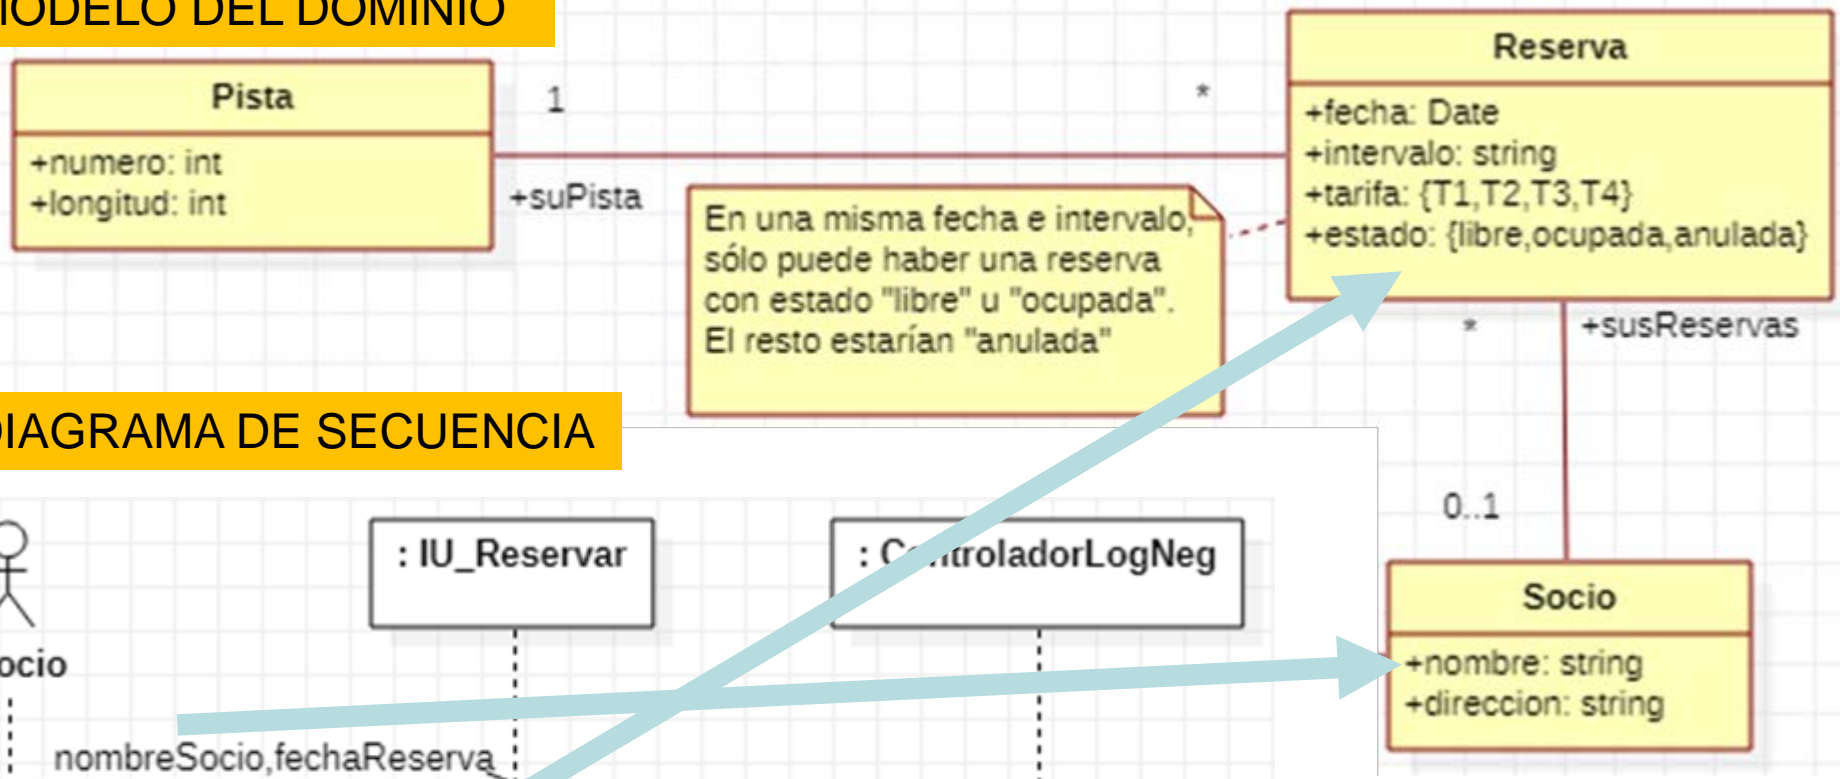 MODELO DEL DOMINIO
Pista
+numero: int
+longitud: int
1
+suPista
*
En una misma fecha e intervalo,
sólo puede haber una reserva
con estado "libre" u "ocupada".
El resto estarían "anulada"
Reserva
+fecha: Date
+intervalo: string
+tarifa: {T1,T2,T3,T4}
+estado: {libre,ocupada,anulada}
*
+susReservas
0..1
Socio
+nombre: string
+direccion: string
DIAGRAMA DE SECUENCIA
ocio
: IU_Reservar
: ControladorLogNeg
nombreSocio,fechaReserva